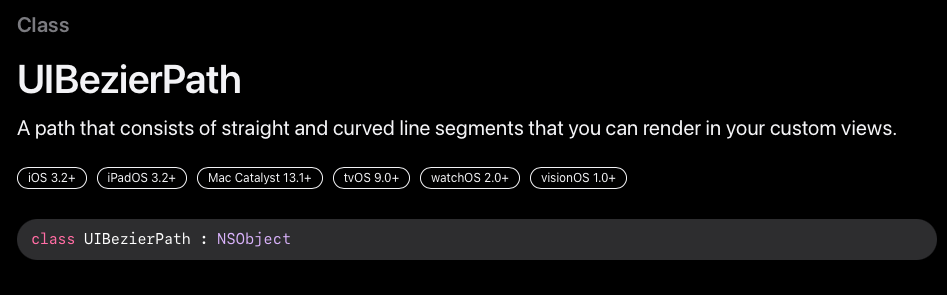 Class
UIBezierPath
A path that consists of straight and curved line segments that you can render in your custom views.
iOS 3.2+ iPadOS 3.2+ Mac Catalyst 13.1+ tvOS 9.0+ watchOS 2.0+ visionOS 1.0+
class UIBezierPath : NSObject